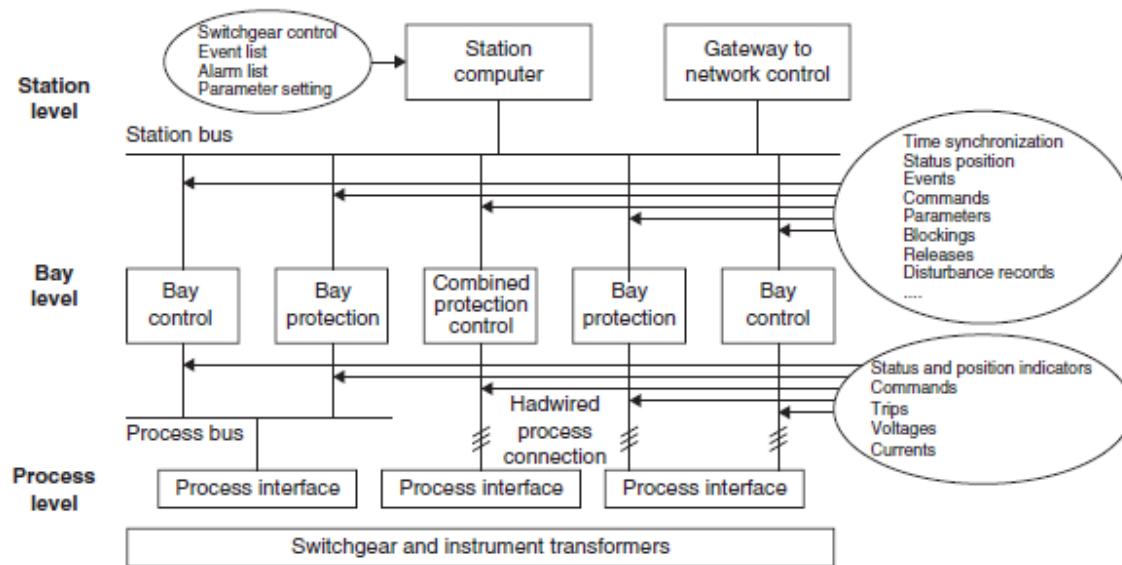 Switchgear control
Event list
Alarm list
Parameter setting
Station
computer
Gateway to
network control
Station
level
Station bus
Time synchronization
Status position
Events
Commands
Parameters
Blockings
Releases
Disturbance records
....
Bay
level
Bay
control
Bay
protection
Combined
protection
control
Bay
protection
Bay
control
Status and position indicators
Commands
Trips
Voltages
Currents
Process bus
Hadwired
process
connection
Process
level
Process interface
Process interface
Process interface
Switchgear and instrument transformers